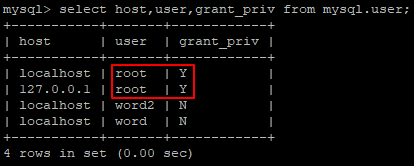 mysql> select host,user,grant_priv from mysql.user;
+-----------+-------+------------+
| host      | user  | grant_priv |
+-----------+-------+------------+
| localhost | root  | Y          |
| 127.0.0.1 | root  | Y          |
| localhost | word2 | N          |
| localhost | word  | N          |
+-----------+-------+------------+
4 rows in set (0.00 sec)